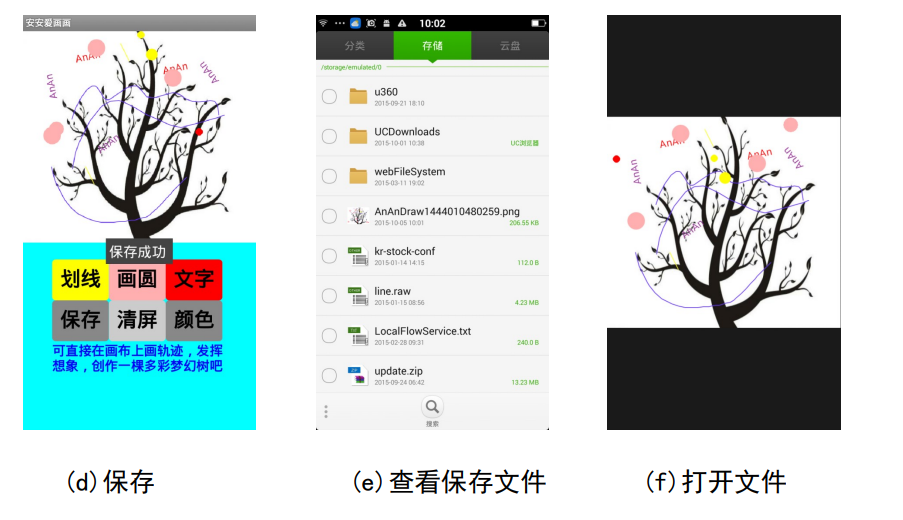 安安爱画画
AnAn
AnAn
AnAn
AnAn
AnAn
保存成功
划线
画圆
文字
保存
清屏
颜色
可直接在画布上画轨迹，发挥
想象，创作一棵多彩梦幻树吧
(d)保存
10:02
分类
存储
云盘
/storage/emulated/0
u360
2015-09-21 18:10
UCDownloads
2015-10-01 10:38
UC浏览器
webFileSystem
2015-03-11 19:02
AnAnDraw1444010480259.png
2015-10-05 10:01
206.55 KB
kr-stock-conf
2015-01-14 14:15
112.0 B
line.raw
2015-01-15 08:56
4.23 MB
LocalFlowService.txt
2015-02-28 09:31
240.0 B
update.zip
2015-09-24 06:42
13.23 MB
搜索
(e)查看保存文件
AnAn
AnAn
AnAn
AnAn
AnAn
(f)打开文件